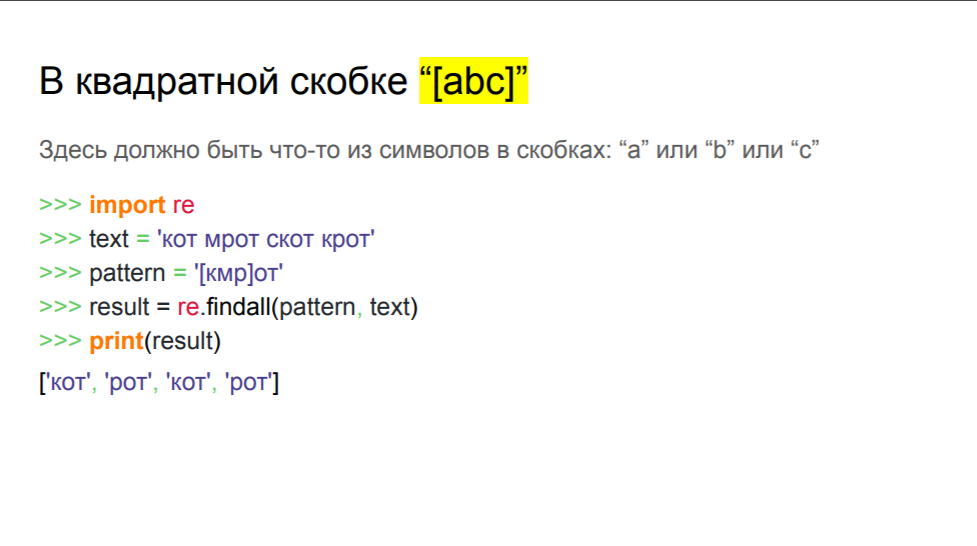 В квадратной скобке “[abc]”
Здесь должно быть что-то из символов в скобках: “a” или “b” или “c”
>>> import re
>>> text = 'кот мрот скот крот'
>>> pattern = '[кмр]от'
>>> result = re.findall(pattern, text)
>>> print(result)
['кот', 'рот', 'кот', 'рот']